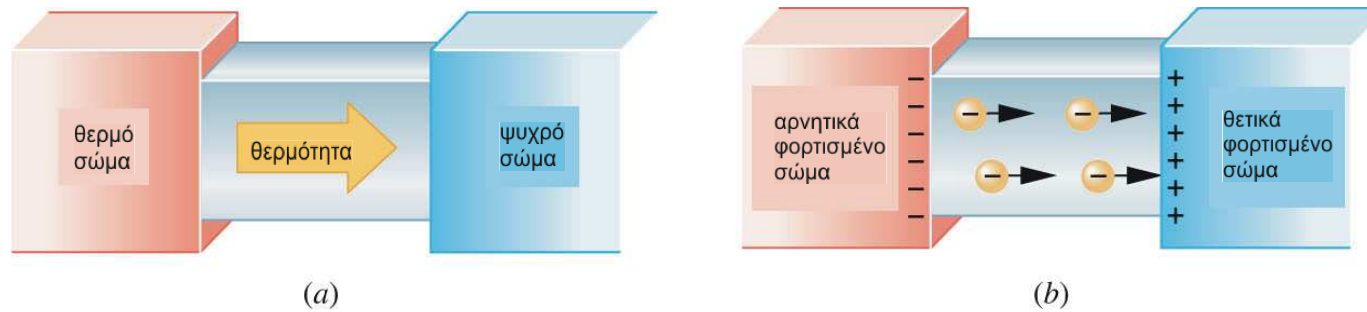 θερμό
σώμα
θερμότητα
ψυχρό
σώμα
(a)
αρνητικά
φορτισμένο
σώμα
θετικά
φορτισμένο
σώμα
(b)